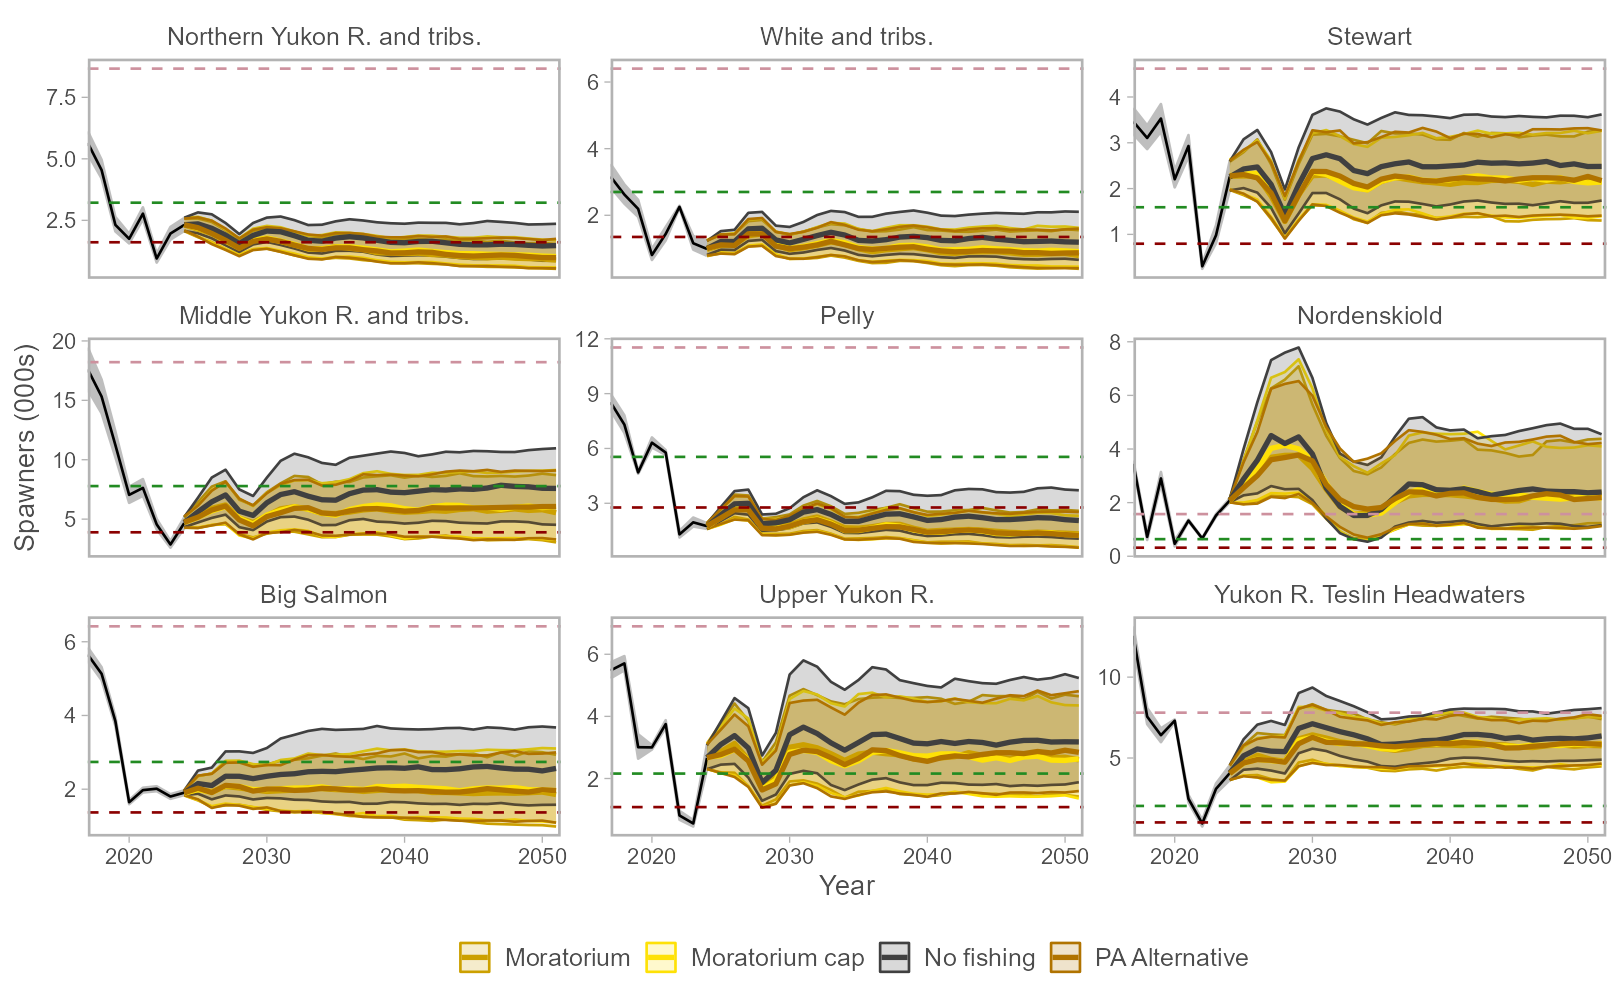 Northern Yukon R. and tribs.
White and tribs.
Stewart
7.5
5.0
2.5
6
4
2
4
3
2
1
Middle Yukon R. and tribs.
Pelly
Nordenskiold
20
15
10
5
12
9
6
3
8
6
4
2
0
Spawners (000s)
Big Salmon
Upper Yukon R.
Yukon R. Teslin Headwaters
6
4
2
6
4
2
10
5
2020 2030 2040 2050
2020 2030 2040 2050
2020 2030 2040 2050
Year
Moratorium Moratorium cap No fishing PA Alternative